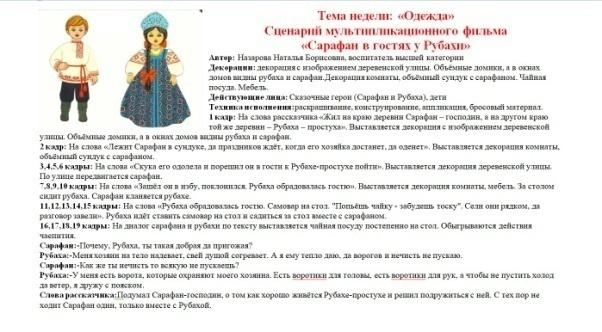 Тема недели: «Одежда»
Сценарий мультипликационного фильма
«Сарафан в гостях у Рубахи»
Автор: Назарова Наталья Борисовна, воспитатель высшей категории
Декорации: декорация с изображением деревенской улицы. Объёмные домики, а в окнах
домов видны рубаха и сарафан.Декорация комнаты, объёмный сундук с сарафаном. Чайная
посуда. Мебель.
Действующие лица: Сказочные герои (Сарафан и Рубаха), дети
Техника исполнения:раскрашивание, конструирование, аппликация, бросовый материал.
1 кадр: На слова рассказчика «Жил на краю деревни Сарафан – господин, а на другом краю
той же деревни – Рубаха – простуха». Выставляется декорация с изображением деревенской
улицы. Объёмные домики, а в окнах домов видны рубаха и сарафан.
2 кадр: На слова «Лежит Сарафан в сундуке, да праздников ждёт, когда его хозяйка достанет, да оденет». Выставляется декорация комнаты,
объёмный сундук с сарафаном.
3,4,5,6 кадры: На слова «Скука его одолела и порешил он в гости к Рубахе-простухе пойти». Выставляется декорация деревенской улицы.
По улице передвигается сарафан.
7,8,9,10 кадры: На слова «Зашёл он в избу, поклонился. Рубаха обрадовалась гостю». Выставляется декорация комнаты, мебель. За столом
сидит рубаха. Сарафан кланяется рубахе.
11,12,13,14,15 кадры: На слова «Рубаха обрадовалась гостю. Самовар на стол. "Попьёшь чайку - забудешь тоску". Сели они рядком, да
разговор завели». Рубаха идёт ставить самовар на стол и садиться за стол вместе с сарафаном.
16,17,18,19 кадры: На диалог сарафана и рубахи по тексту выставляется чайная посуду постепенно на стол. Обыгрываются действия
чаепития.
Сарафан:-Почему, Рубаха, ты такая добрая да пригожая?
Рубаха:-Меня хозяин на тело надевает, свей душой согревает. А я ему тепло даю, да ворогов и нечисть не пускаю.
Сарафан:-Как же ты нечисть то всякую не пускаешь?
Рубаха:-У меня есть ворота, которые охраняют моего хозяина. Есть воротики для головы, есть воротики для рук, а чтобы не пустить холод
да ветер, я дружу с пояском.
Слова рассказчика:Подумал Сарафан-господин, о том как хорошо живётся Рубахе-простухе и решил подружиться с ней. С тех пор не
ходит Сарафан один, только вместе с Рубахой.